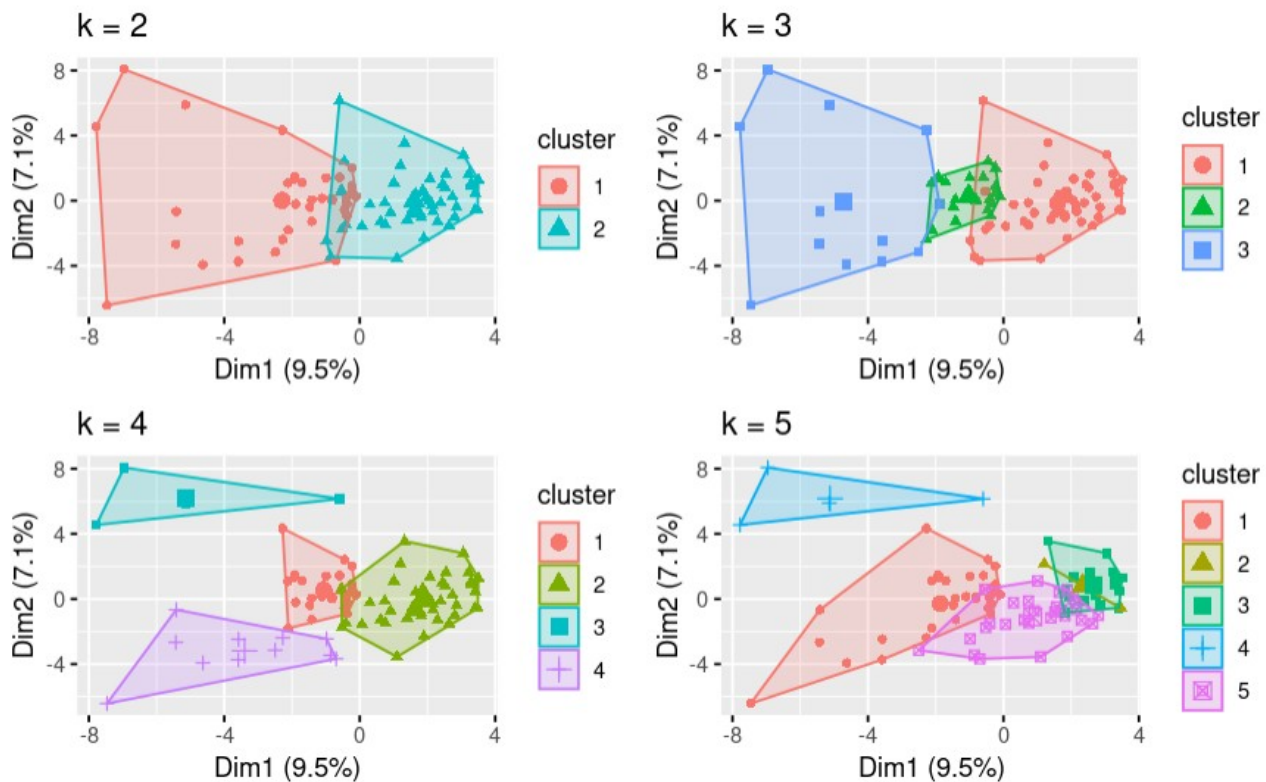 k = 2
8
4
0
-4
-8
-4
0
4
Dim2 (7.1%)
Dim1 (9.5%)
cluster
1
2
k = 3
8
4
0
-4
-8
-4
0
4
Dim2 (7.1%)
Dim1 (9.5%)
cluster
1
2
3
k = 4
8
4
0
-4
-8
-4
0
4
Dim2 (7.1%)
Dim1 (9.5%)
cluster
1
2
3
4
k = 5
8
4
0
-4
-8
-4
0
4
Dim2 (7.1%)
Dim1 (9.5%)
cluster
1
2
3
4
5